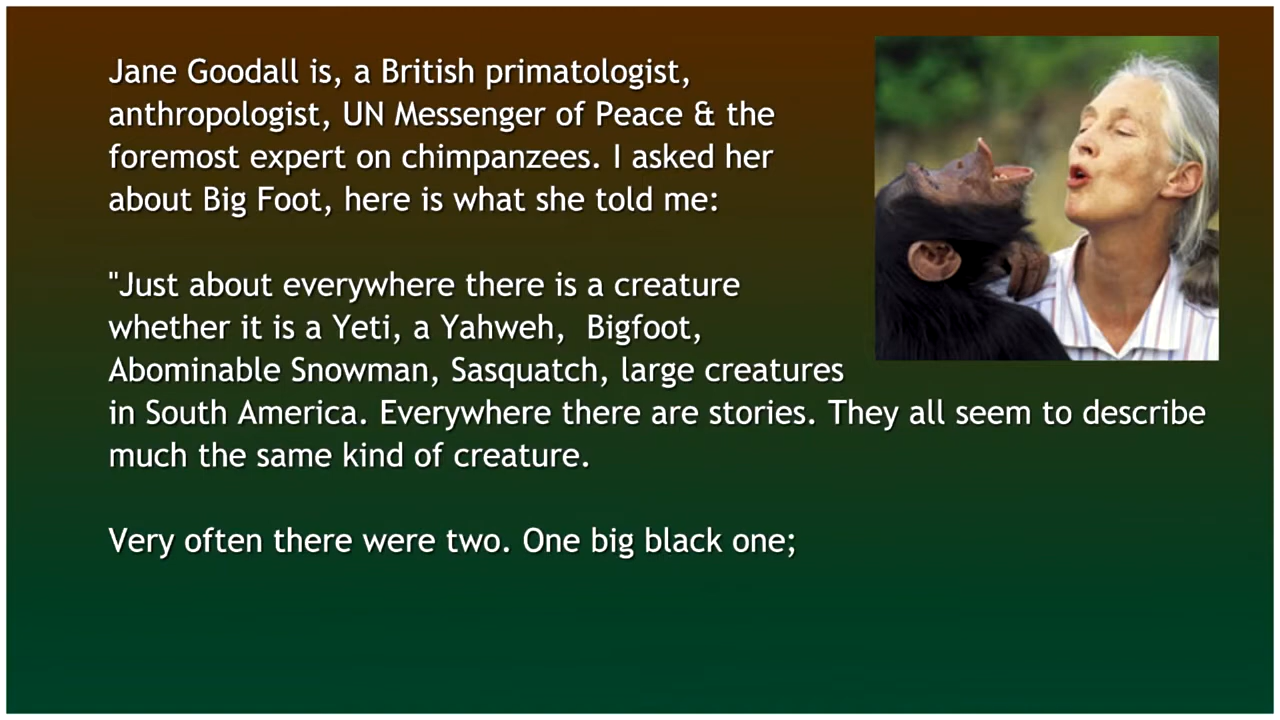 Jane Goodall is, a British primatologist,
anthropologist, UN Messenger of Peace & the
foremost expert on chimpanzees. I asked her
about Big Foot, here is what she told me:
"Just about everywhere there is a creature
whether it is a Yeti, a Yahweh,  Bigfoot,
Abominable Snowman, Sasquatch, large creatures
in South America. Everywhere there are stories. They all seem to describe
much the same kind of creature.
Very often there were two. One big black one;